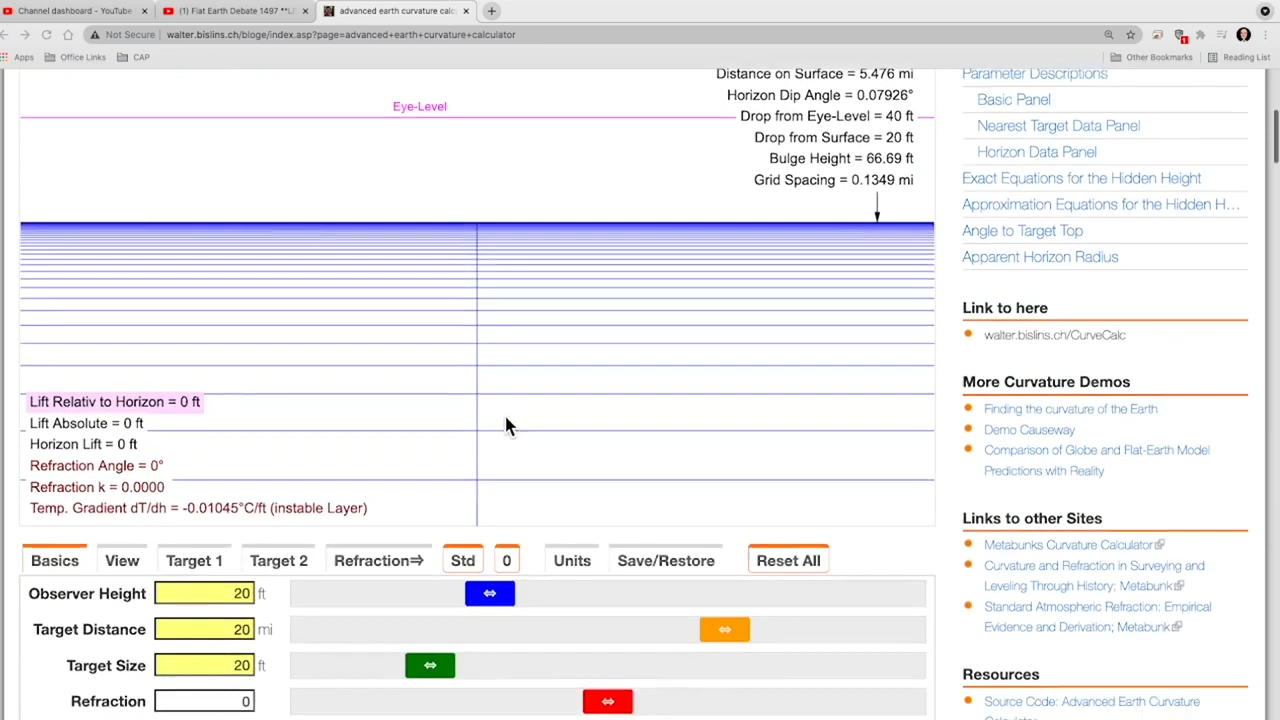 Channel dashboard - YouTube
(1) Flat Earth Debate 1497 **LI
advanced earth curvature calc
Not Secure
walter.bislins.ch/bloge/index.asp?page=advanced+earth+curvature+calculator
Apps
Office Links
CAP
Other Bookmarks
Reading List
Distance on Surface = 5.476 mi
Horizon Dip Angle = 0.07926°
Eye-Level
Drop from Eye-Level = 40 ft
Drop from Surface = 20 ft
Bulge Height = 66.69 ft
Grid Spacing = 0.1349 mi
Lift Relativ to Horizon = 0 ft
Lift Absolute = 0 ft
Horizon Lift = 0 ft
Refraction Angle = 0°
Refraction k = 0.0000
Temp. Gradient dT/dh = -0.01045°C/ft (instable Layer)
Basics
View
Target 1
Target 2
Refraction⇒
Std
0
Units
Save/Restore
Reset All
Observer Height 20 ft
Target Distance 20 mi
Target Size 20 ft
Refraction 0
Parameter Descriptions
Basic Panel
Nearest Target Data Panel
Horizon Data Panel
Exact Equations for the Hidden Height
Approximation Equations for the Hidden H…
Angle to Target Top
Apparent Horizon Radius
Link to here
walter.bislins.ch/CurveCalc
More Curvature Demos
Finding the curvature of the Earth
Demo Causeway
Comparison of Globe and Flat-Earth Model
Predictions with Reality
Links to other Sites
Metabunks Curvature Calculator
Curvature and Refraction in Surveying and
Leveling Through History; Metabunk
Standard Atmospheric Refraction: Empirical
Evidence and Derivation; Metabunk
Resources
Source Code: Advanced Earth Curvature